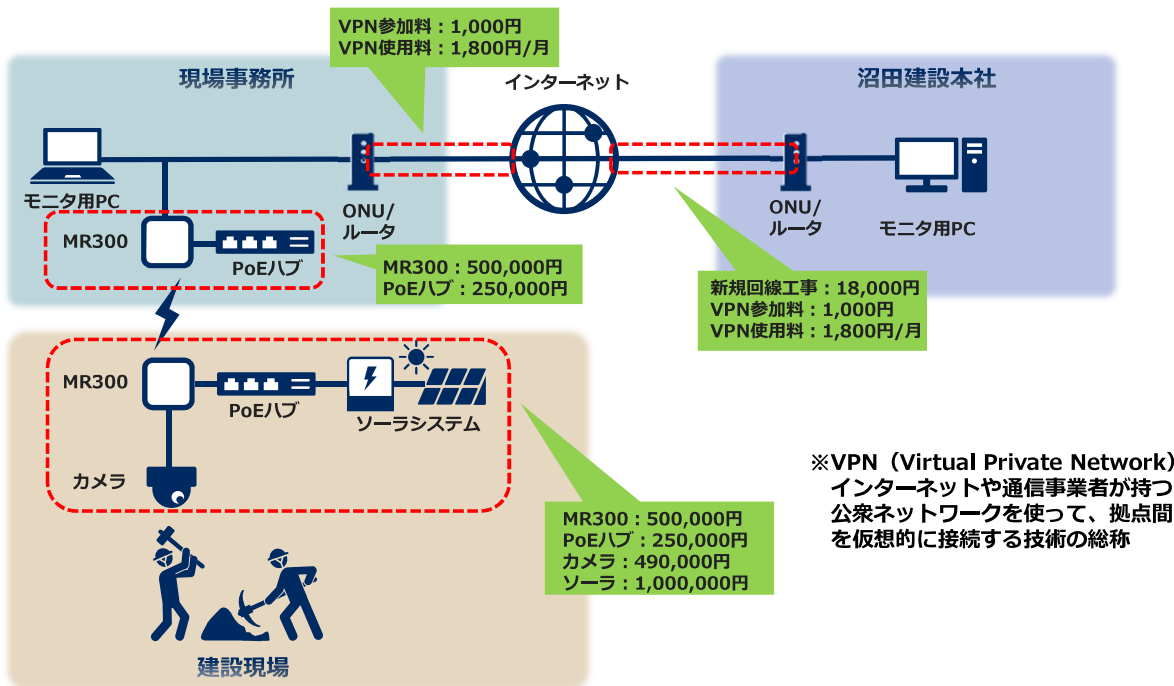 VPN参加料：1,000円
VPN使用料：1,800円/月
現場事務所
インターネット
沼田建設本社
モニタ用PC
ONU/
ルータ
ONU/
ルータ
モニタ用PC
MR300
PoEハブ
MR300：500,000円
PoEハブ：250,000円
新規回線工事：18,000円
VPN参加料：1,000円
VPN使用料：1,800円/月
MR300
PoEハブ
ソーラシステム
カメラ
※VPN（Virtual Private Network）
インターネットや通信事業者が持つ
公衆ネットワークを使って、拠点間
を仮想的に接続する技術の総称
MR300：500,000円
PoEハブ：250,000円
カメラ：490,000円
ソーラ：1,000,000円
建設現場